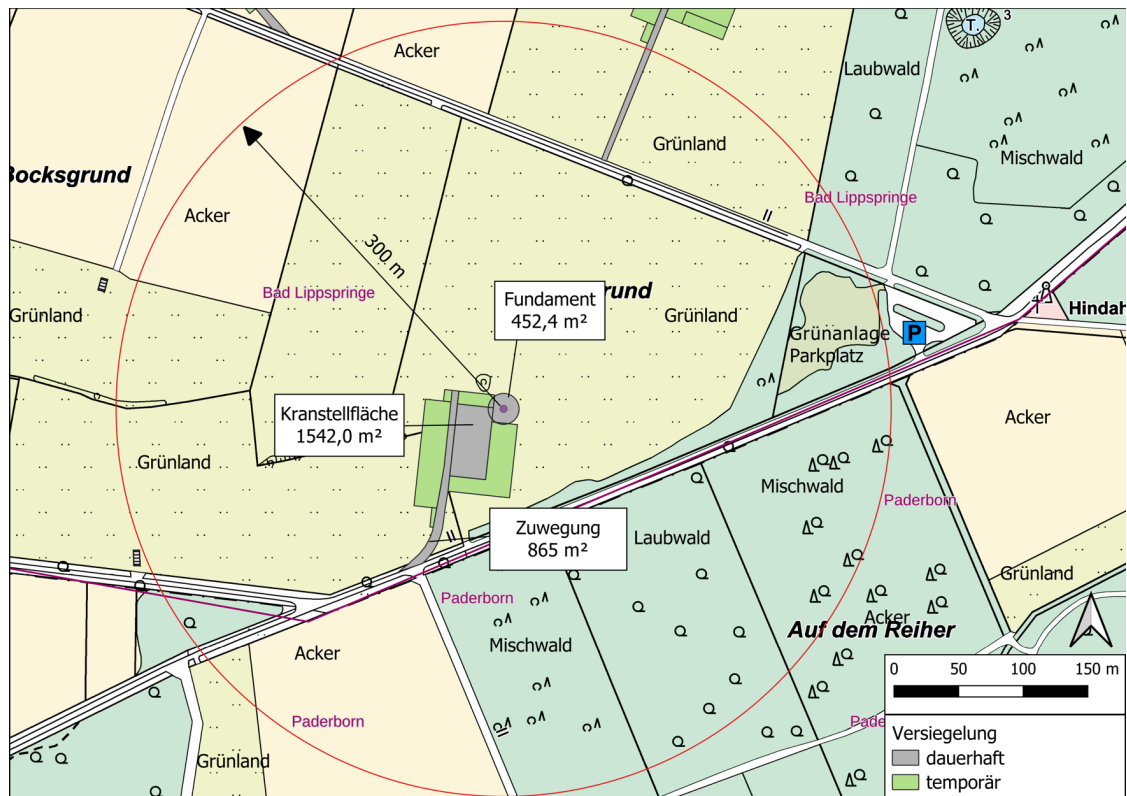 Acker
Laubwald
T.
3
Grünland
Mischwald
Bocksgrund
Acker
Bad Lippspringe
300 m
Bad Lippspringe
Fundament
452,4 m²
rund
Grünland
Grünland
Grünanlage
Parkplatz
P
Hindah
Kranstellfläche
1542,0 m²
Acker
Grünland
Mischwald
Paderborn
Zuwegung
865 m²
Laubwald
Grünland
Paderborn
Acker
Auf dem Reiher
Mischwald
Acker
Paderborn
Pade
Grünland
0 50 100 150 m
Versiegelung
dauerhaft
temporär